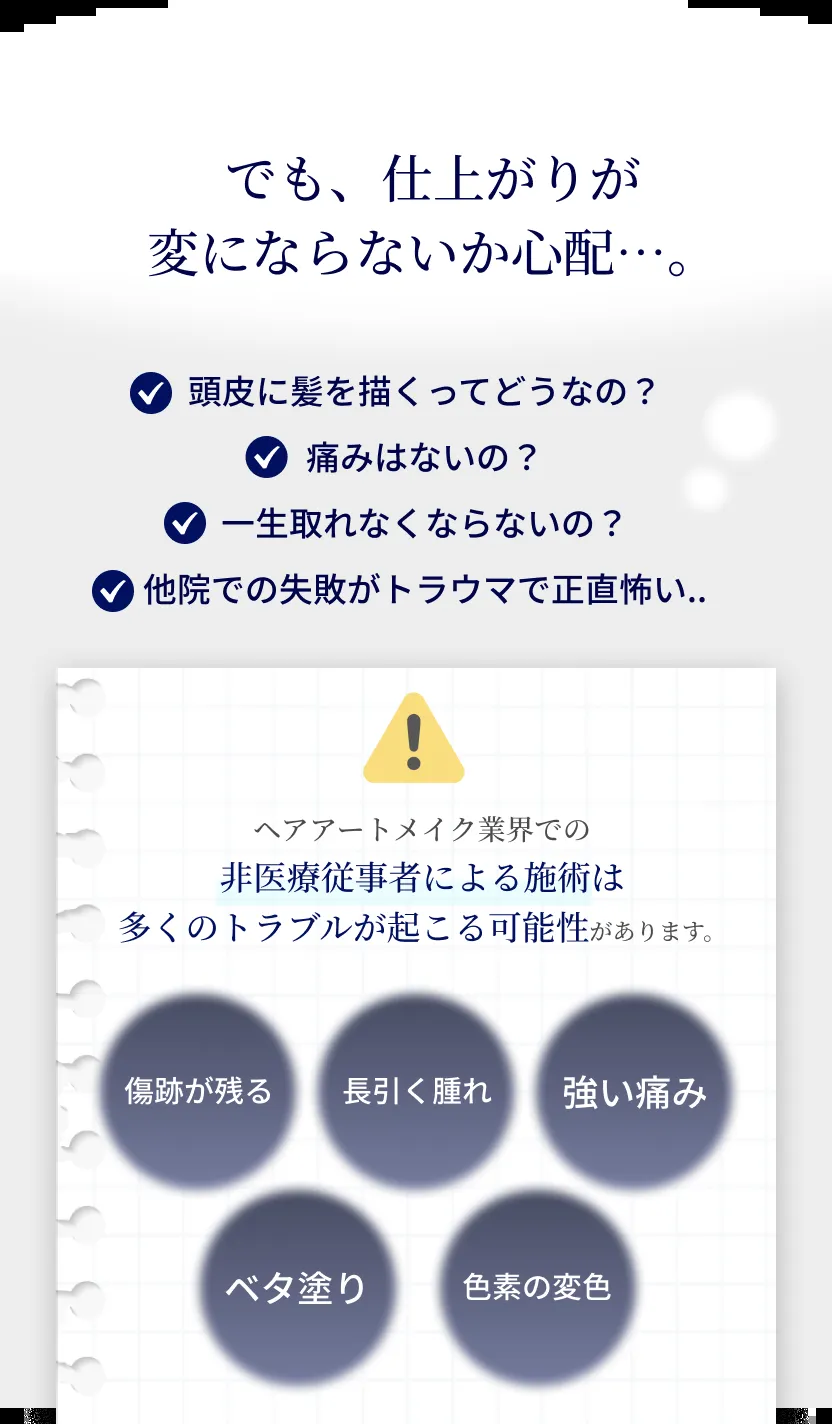 でも、仕上がりが
変にならないか心配…。
頭皮に髪を描くってどうなの？
痛みはないの？
一生取れなくならないの？
他院での失敗がトラウマで正直怖い..
ヘアアートメイク業界での
非医療従事者による施術は
多くのトラブルが起こる可能性があります。
傷跡が残る
長引く腫れ
強い痛み
ベタ塗り
色素の変色